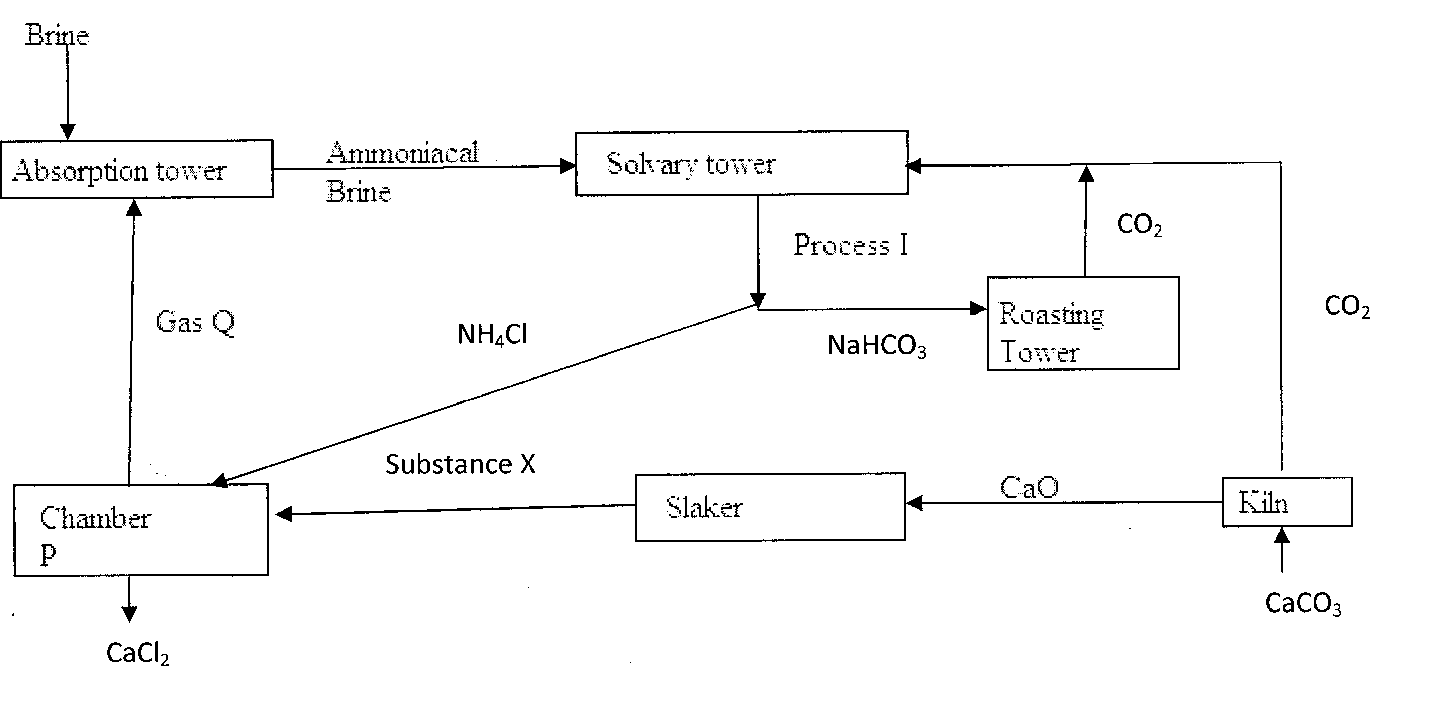 Brine
Absorption tower
Ammoniacal
Brine
Solvary tower
CO₂
Process I
Gas Q
NH₄Cl
NaHCO₃
Roasting
Tower
CO₂
Substance X
Chamber
P
Slaker
CaO
Kiln
CaCO₃
CaCl₂